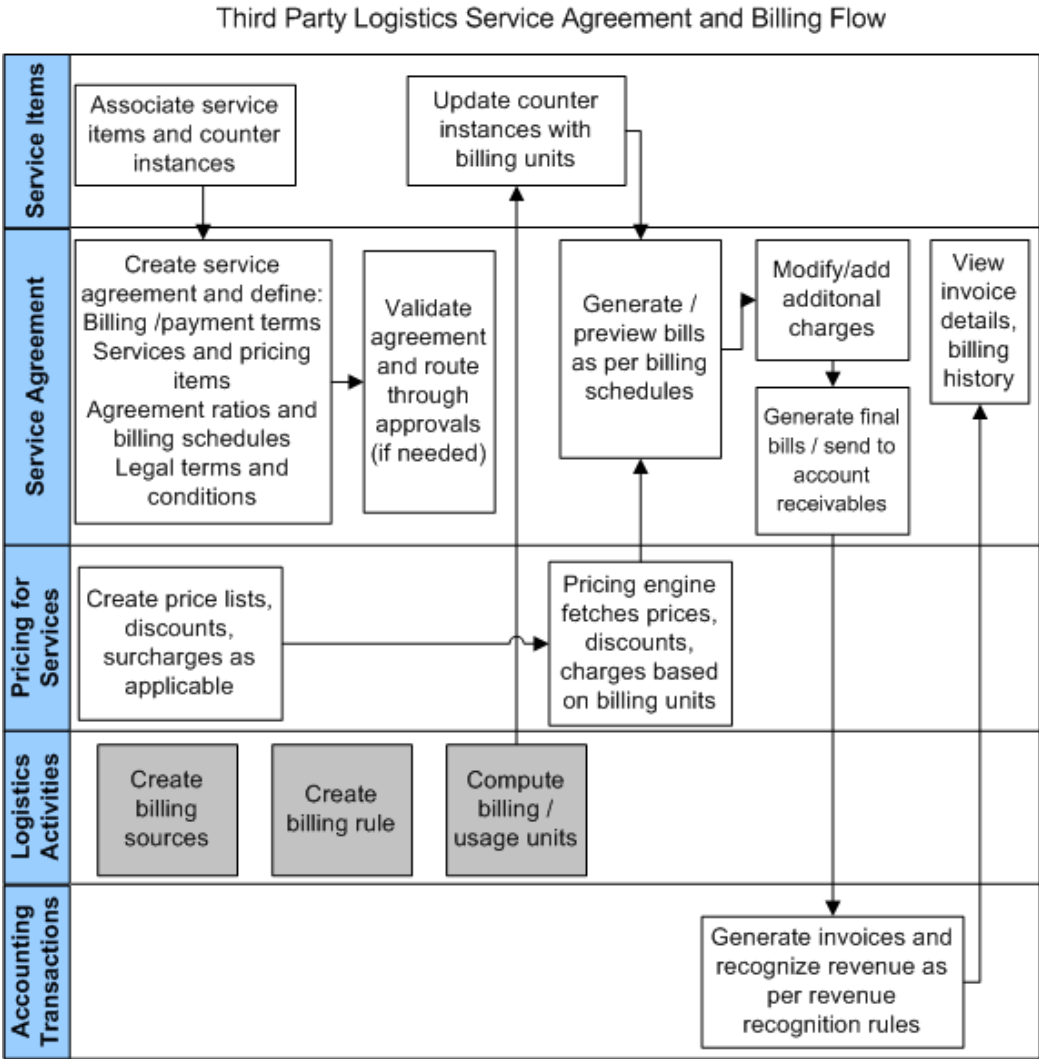 Third Party Logistics Service Agreement and Billing Flow
Service Items
Associate service
items and counter
instances
Update counter
instances with
billing units
Service Agreement
Create service
agreement and define:
Billing /payment terms
Services and pricing
items
Agreement ratios and
billing schedules
Legal terms and
conditions
Validate
agreement
and route
through
approvals
(if needed)
Generate /
preview bills
as per billing
schedules
Modify/add
additonal
charges
Generate final
bills / send to
account
receivables
View
invoice
details,
billing
history
Pricing for
Services
Create price lists,
discounts,
surcharges as
applicable
Pricing engine
fetches prices,
discounts,
charges based
on billing units
Logistics
Activities
Create
billing
sources
Create
billing rule
Compute
billing /
usage units
Accounting
Transactions
Generate invoices and
recognize revenue as
per revenue
recognition rules